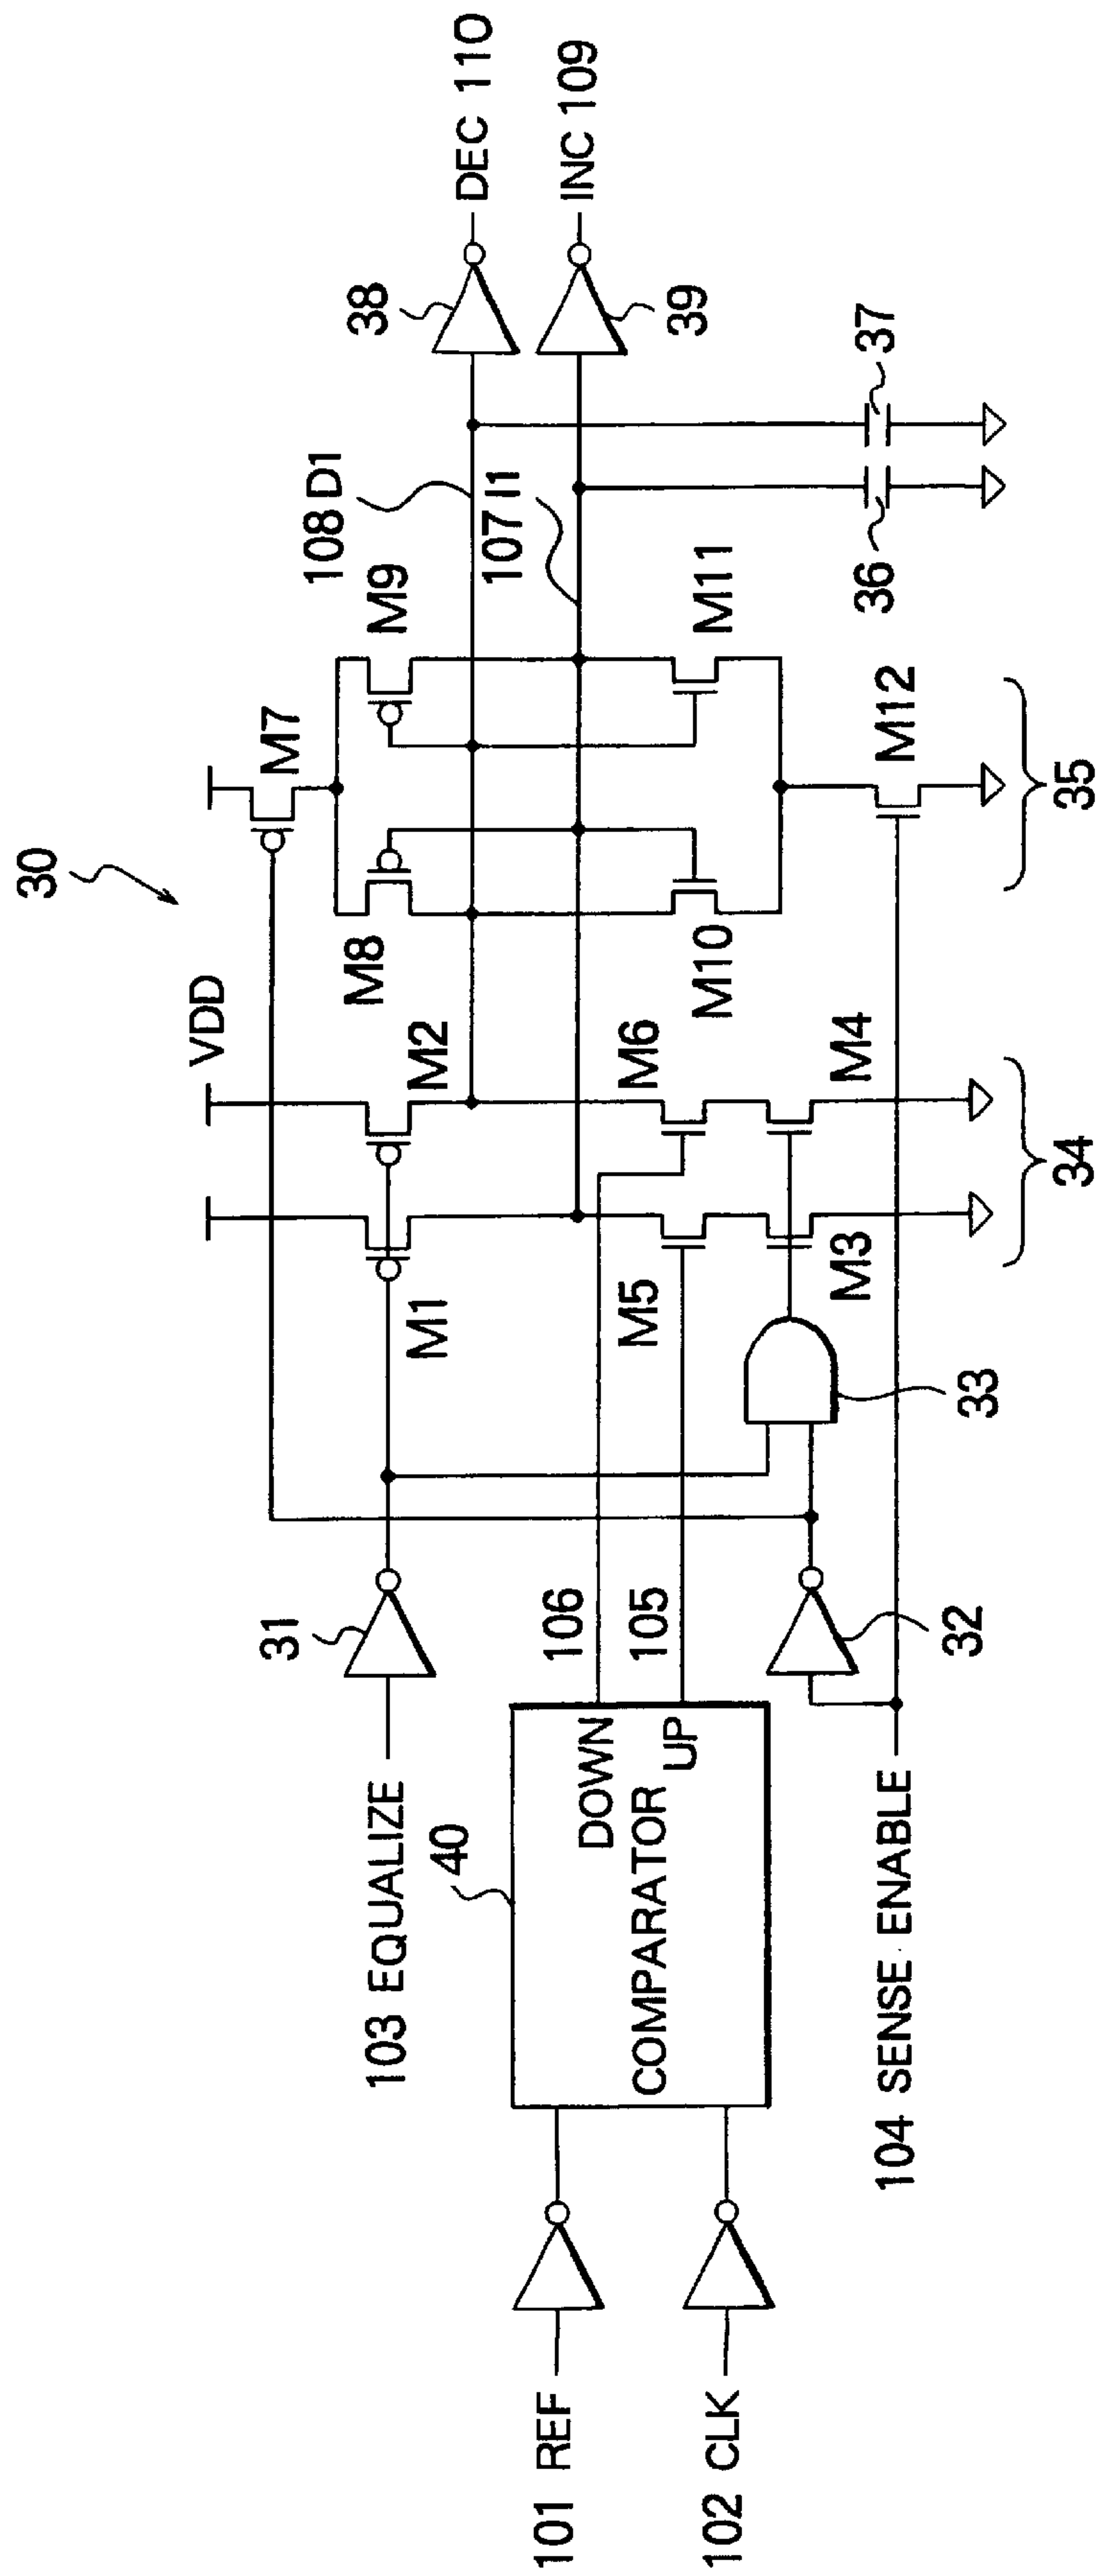 30
VDD
M7
M8
M9
108 D1
107 I1
38
DEC 110
INC 109
39
M1
M2
M5
M6
M10
M11
M3
M4
M12
36
37
34
35
31
103 EQUALIZE
40
DOWN
COMPARATOR
UP
106
105
33
32
101 REF
102 CLK
104 SENSE ENABLE